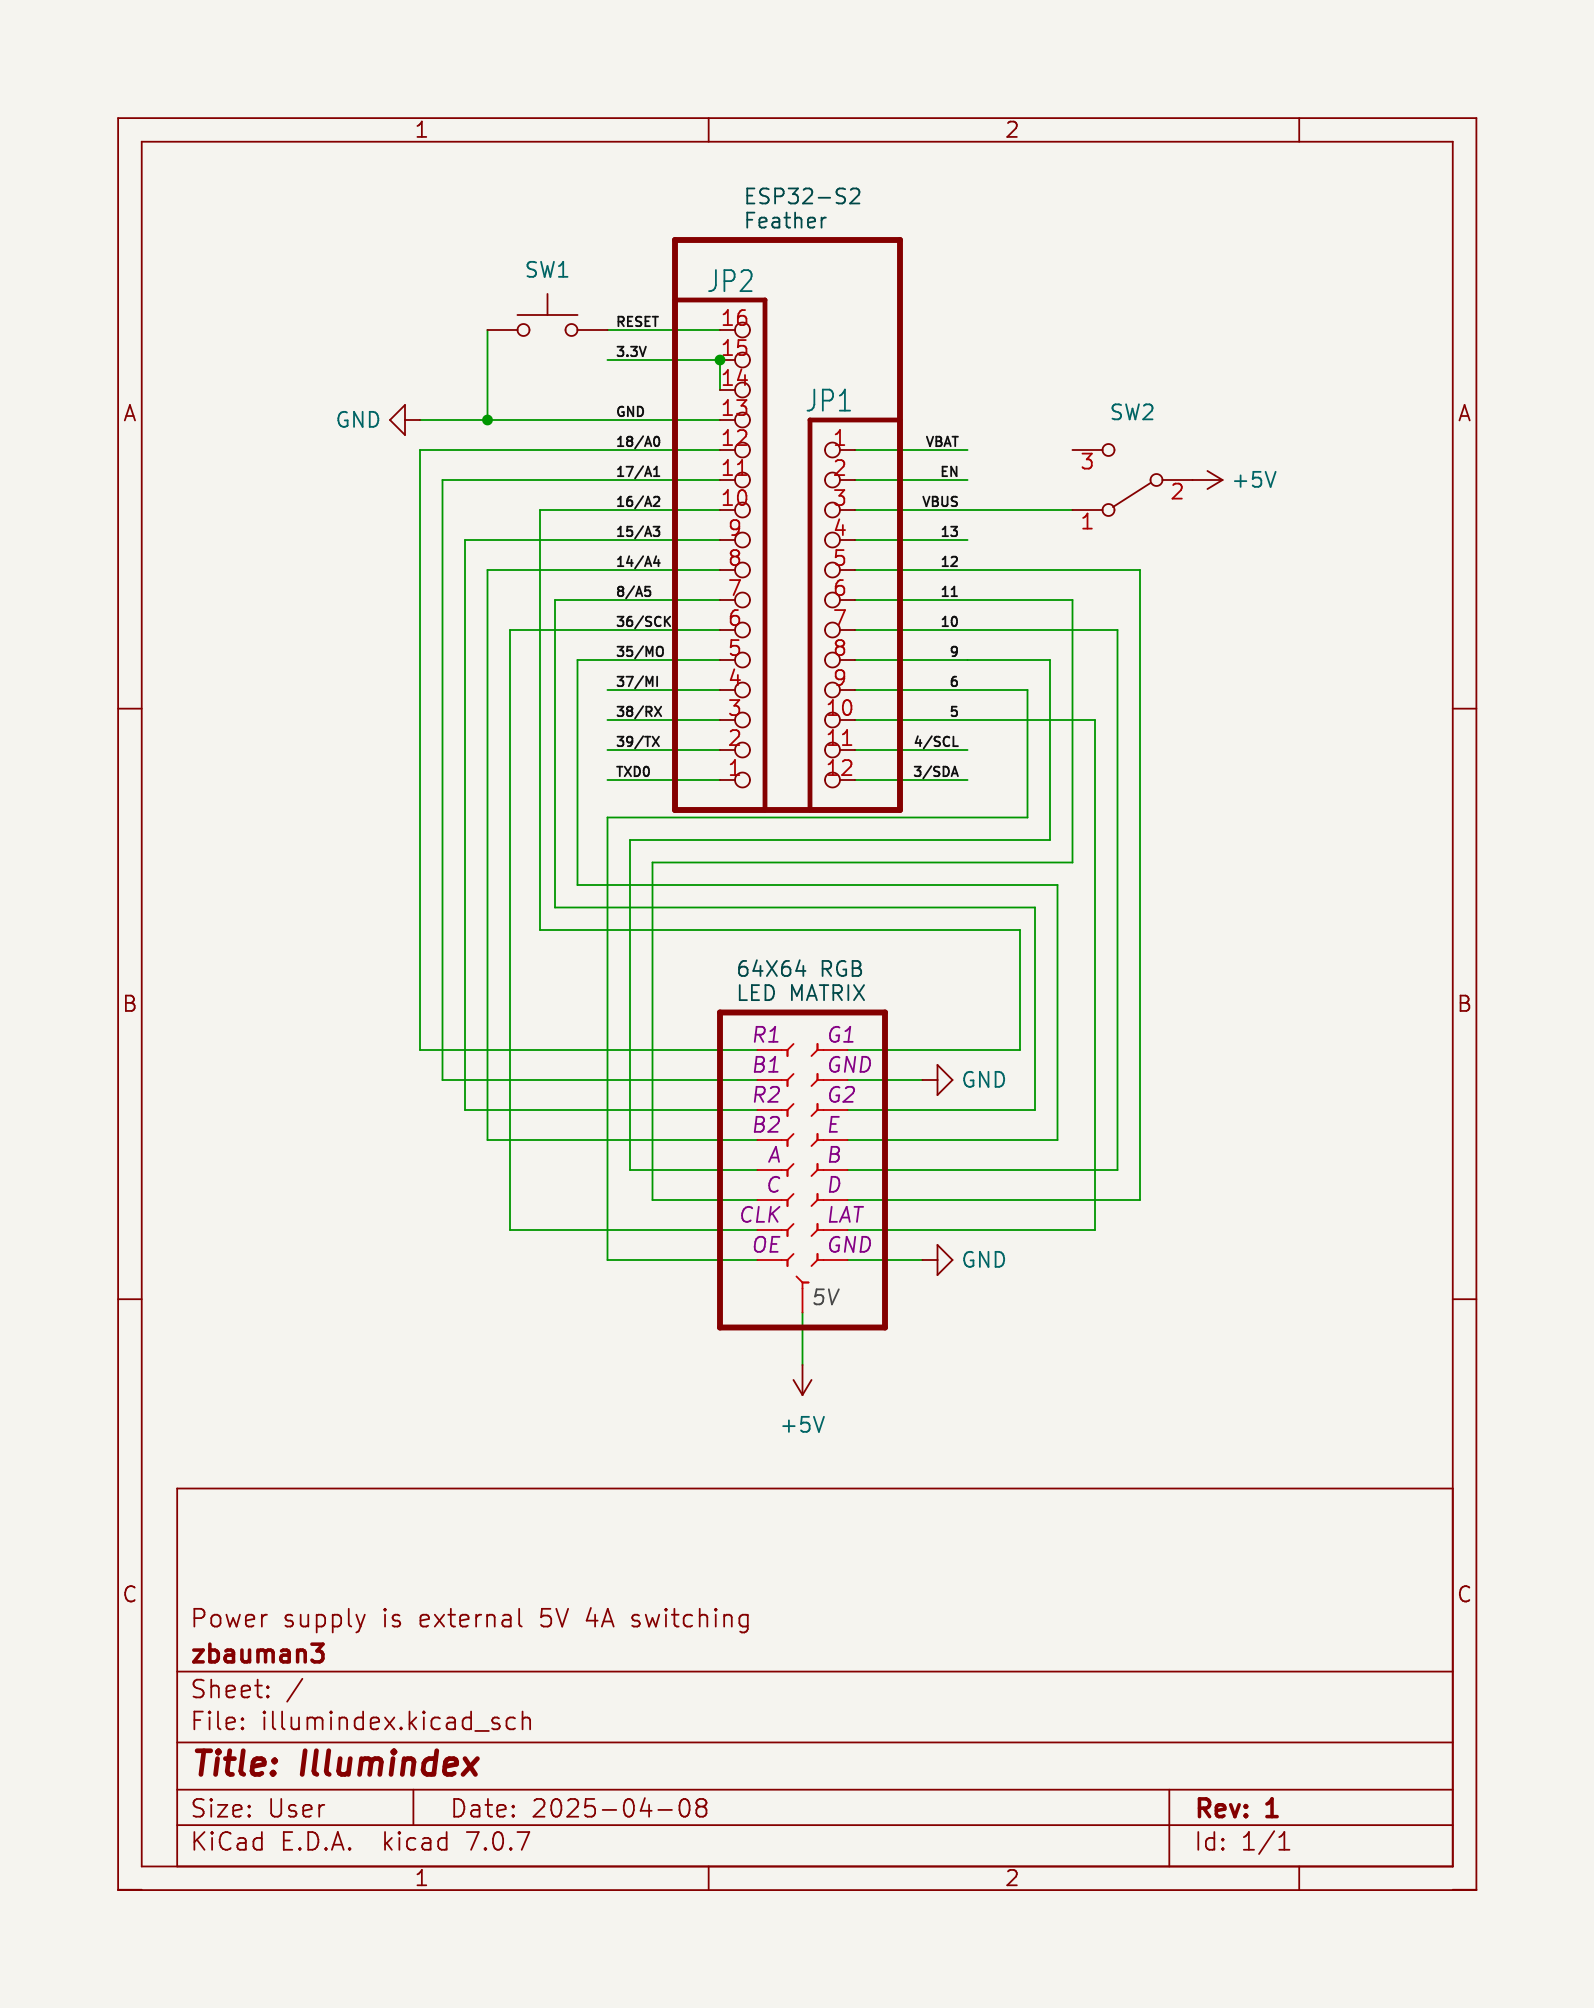 1
2
ESP32-S2
Feather
SW1
JP2
RESET
16
3.3V
15
14
A
A
JP1
SW2
GND
GND
13
18/A0
12
1
VBAT
3
17/A1
11
2
EN
+5V
2
16/A2
10
3
VBUS
1
15/A3
9
4
13
14/A4
8
5
12
8/A5
7
6
11
36/SCK
6
7
10
35/MO
5
8
9
37/MI
4
9
6
38/RX
3
10
5
39/TX
2
11
4/SCL
TXD0
1
12
3/SDA
64X64 RGB
LED MATRIX
B
B
R1
G1
B1
GND
GND
R2
G2
B2
E
A
B
C
D
CLK
LAT
OE
GND
GND
5V
+5V
C
C
Power supply is external 5V 4A switching
zbauman3
Sheet: /
File: illumindex.kicad_sch
Title: Illumindex
Size: User
Date: 2025-04-08
Rev: 1
KiCad E.D.A. kicad 7.0.7
Id: 1/1
1
2